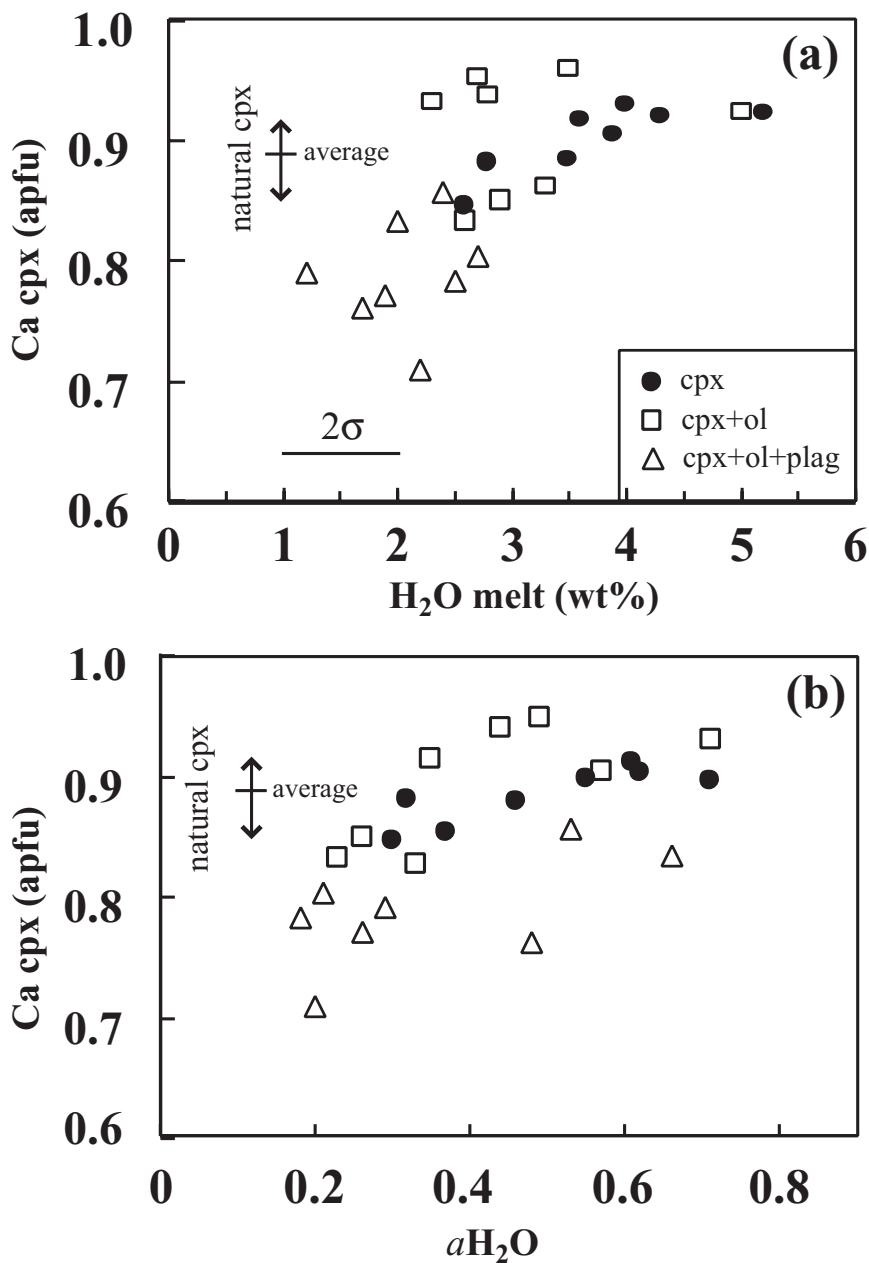 (a)
1.0
0.9
0.8
0.7
0.6
Ca cpx (apfu)
natural cpx
average
2σ
cpx
cpx+ol
cpx+ol+plag
0 1 2 3 4 5 6
H₂O melt (wt%)
(b)
1.0
0.9
0.8
0.7
0.6
Ca cpx (apfu)
natural cpx
average
0 0.2 0.4 0.6 0.8
aH₂O